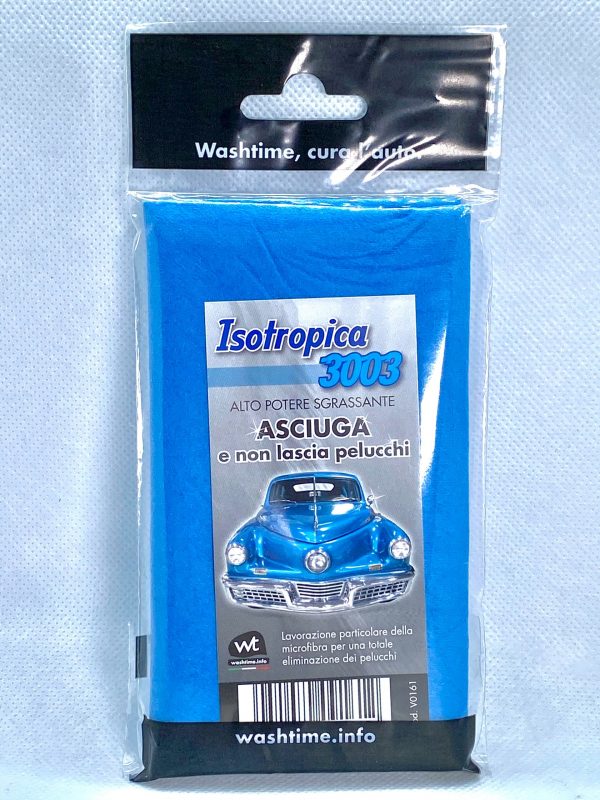 Washtime, cura l'auto.
Isotropica
3003
ALTO POTERE SGRASSANTE
ASCIUGA
e non lascia pelucchi
wt
washtime.info
Lavorazione particolare della
microfibra per una totale
eliminazione dei pelucchi
od. V0161
washtime.info